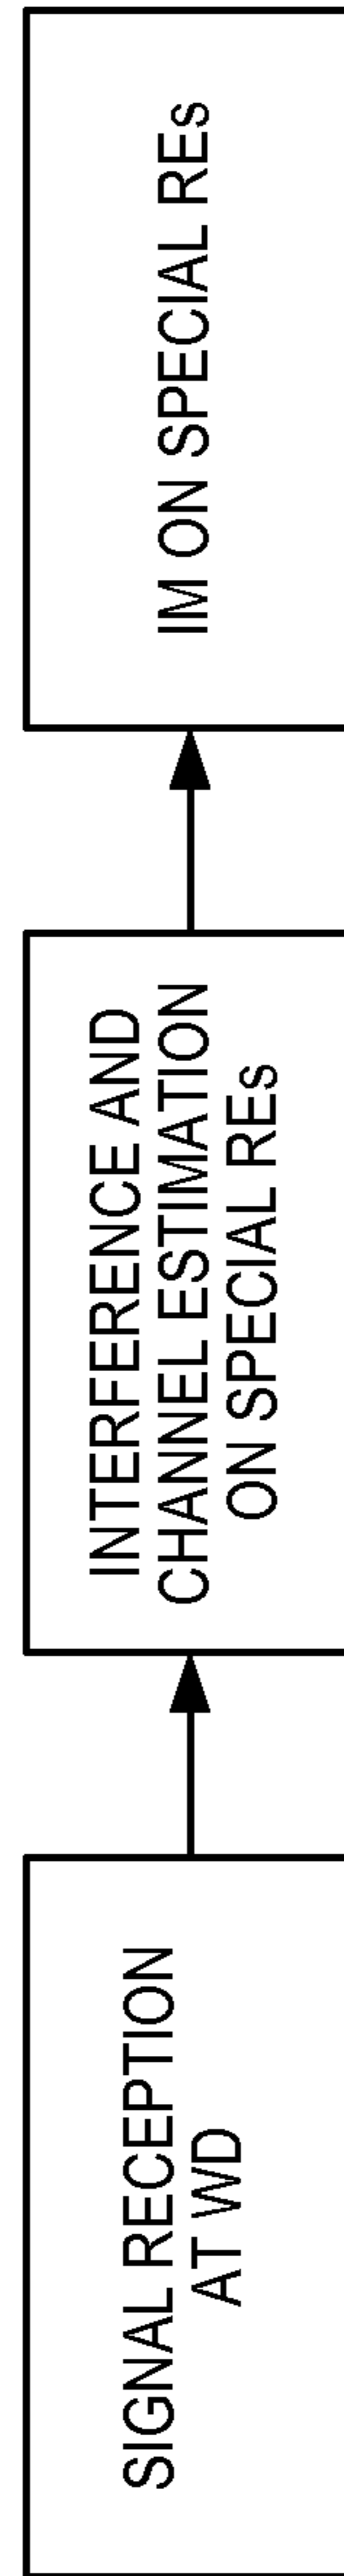 SIGNAL RECEPTION
AT WD
INTERFERENCE AND
CHANNEL ESTIMATION
ON SPECIAL REs
IM ON SPECIAL REs